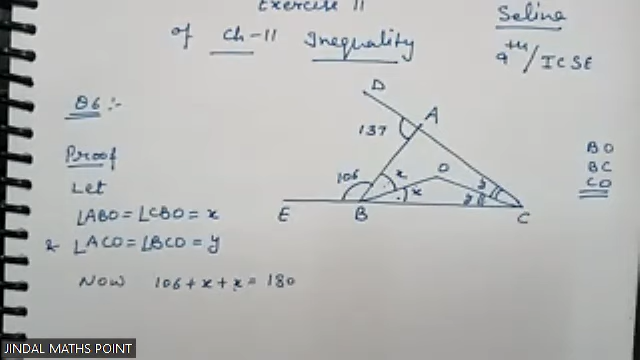 Exercise 11
of Ch-11 Inequality
Selina
9th/ICSE
Q6 :-
Proof
Let
∠ABO = ∠CBO = x
& ∠ACO = ∠BCO = y
Now 106 + x + x = 180
D
A
137
O
106
x
x
y
y
E
B
C
BO
BC
CO
JINDAL MATHS POINT